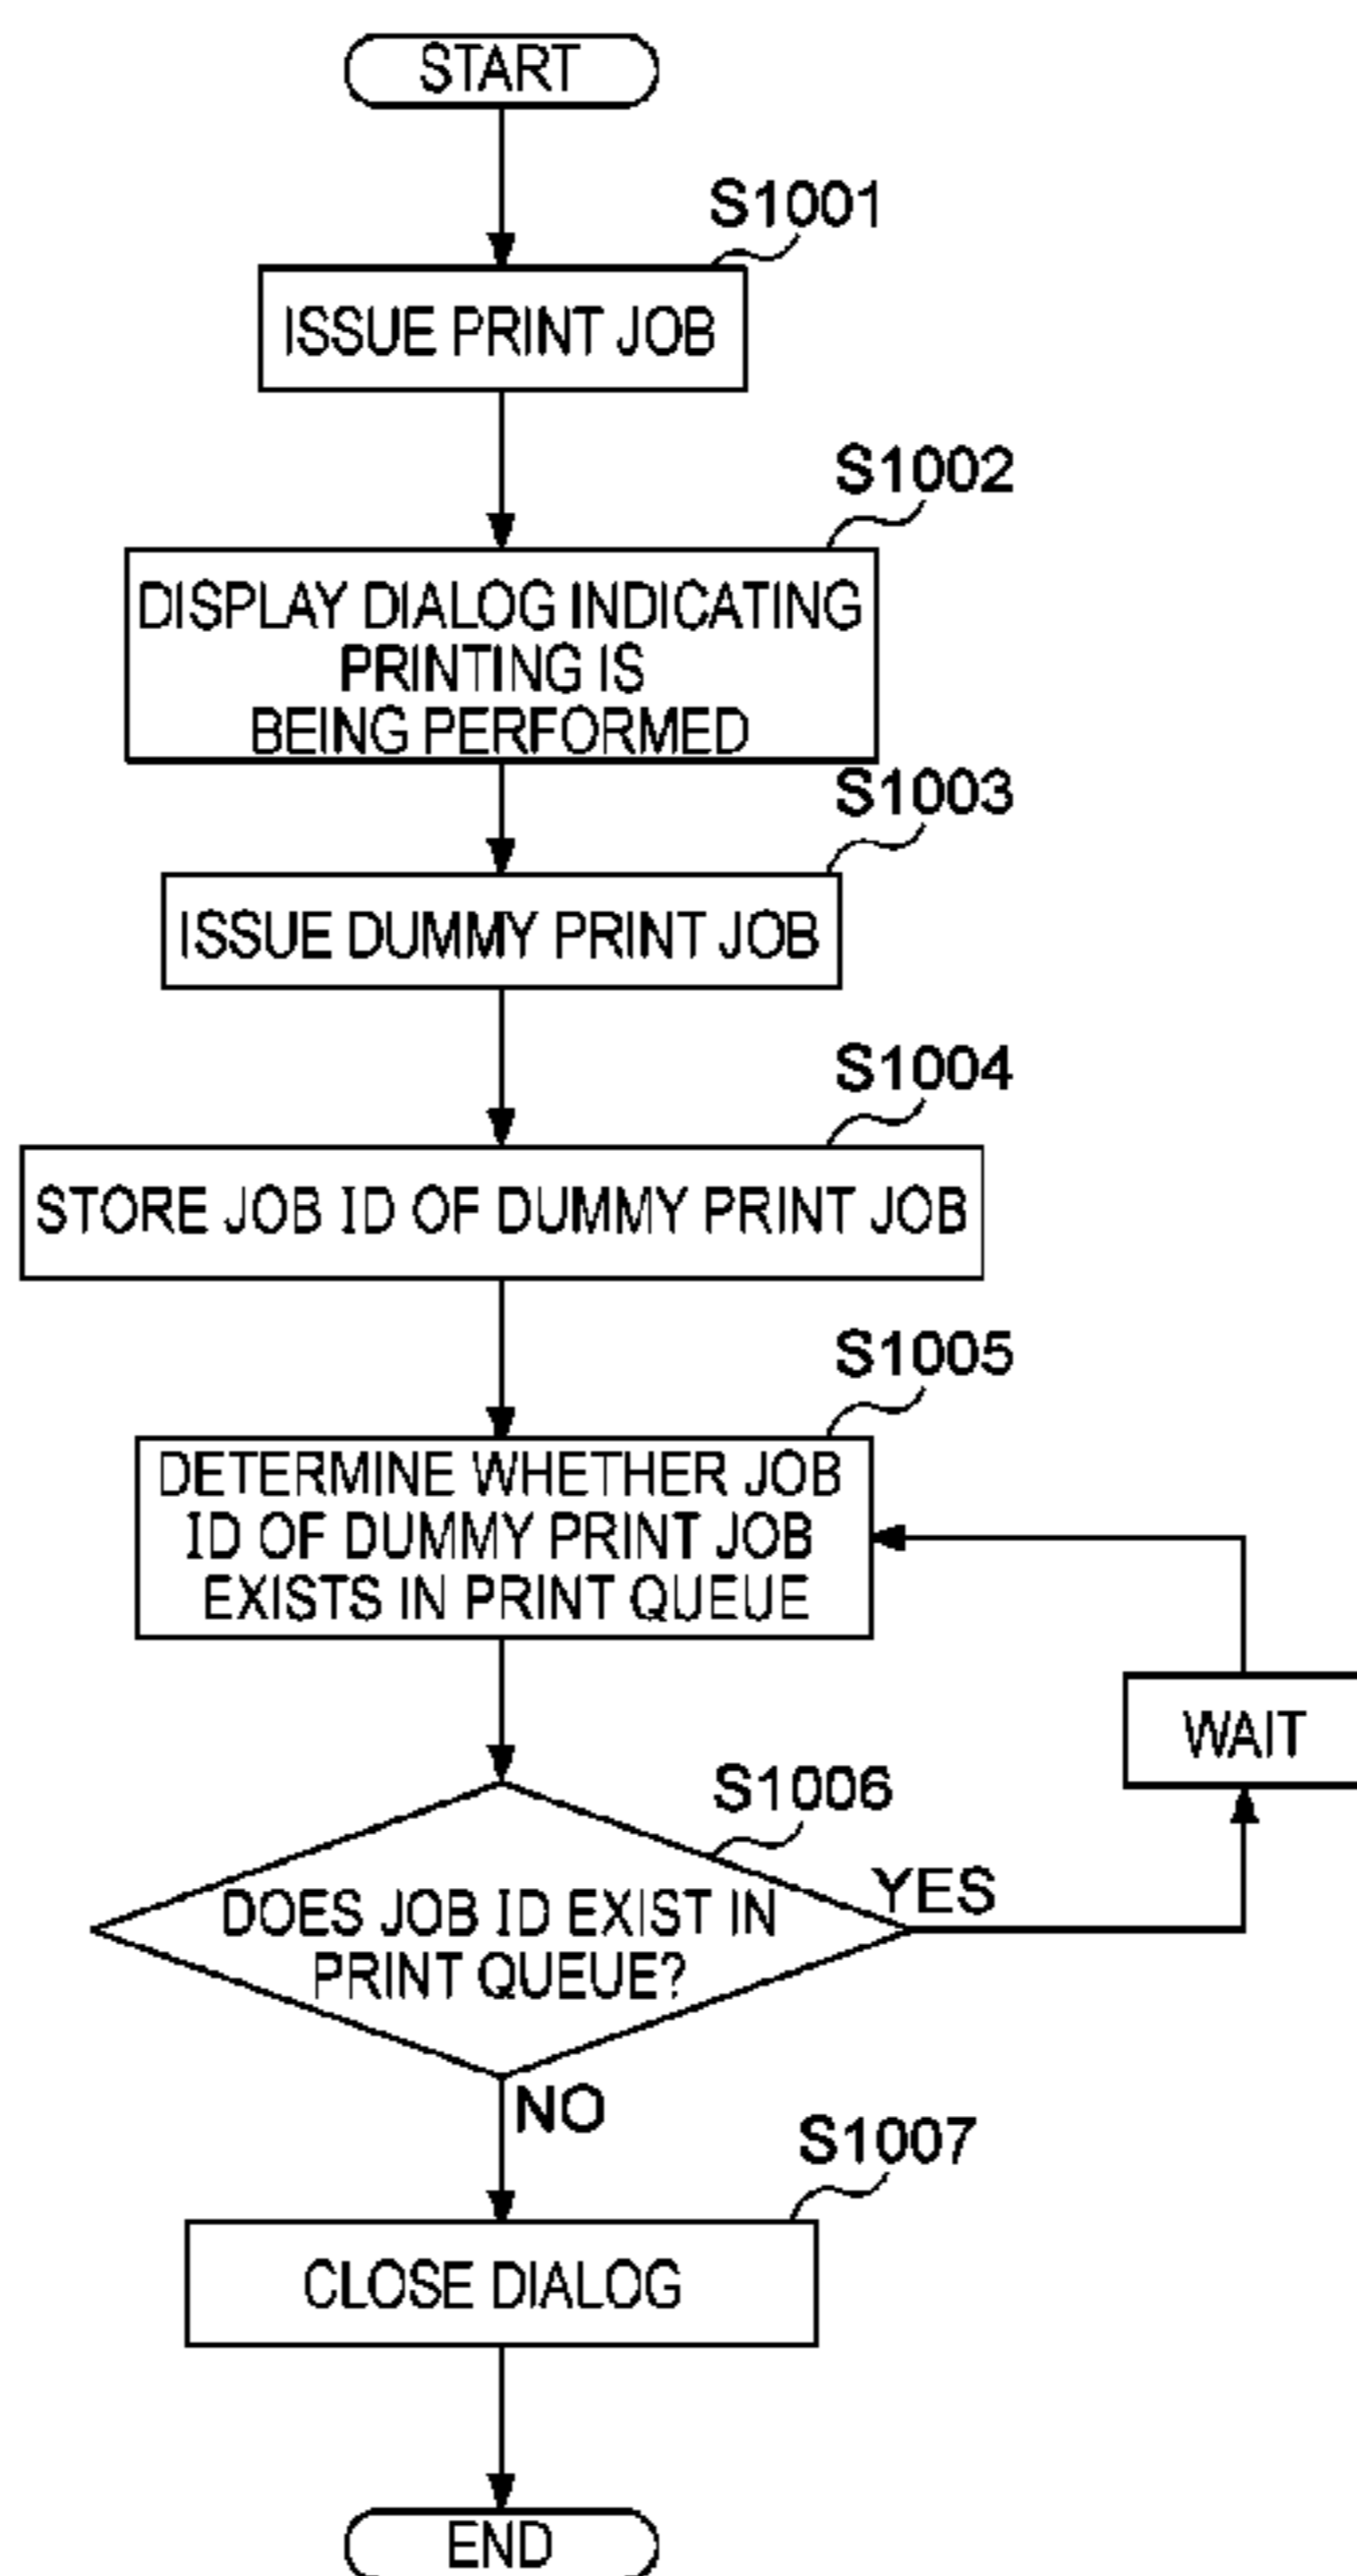 START
S1001
ISSUE PRINT JOB
S1002
DISPLAY DIALOG INDICATING
PRINTING IS
BEING PERFORMED
S1003
ISSUE DUMMY PRINT JOB
S1004
STORE JOB ID OF DUMMY PRINT JOB
S1005
DETERMINE WHETHER JOB
ID OF DUMMY PRINT JOB
EXISTS IN PRINT QUEUE
WAIT
S1006
YES
DOES JOB ID EXIST IN
PRINT QUEUE?
NO
S1007
CLOSE DIALOG
END